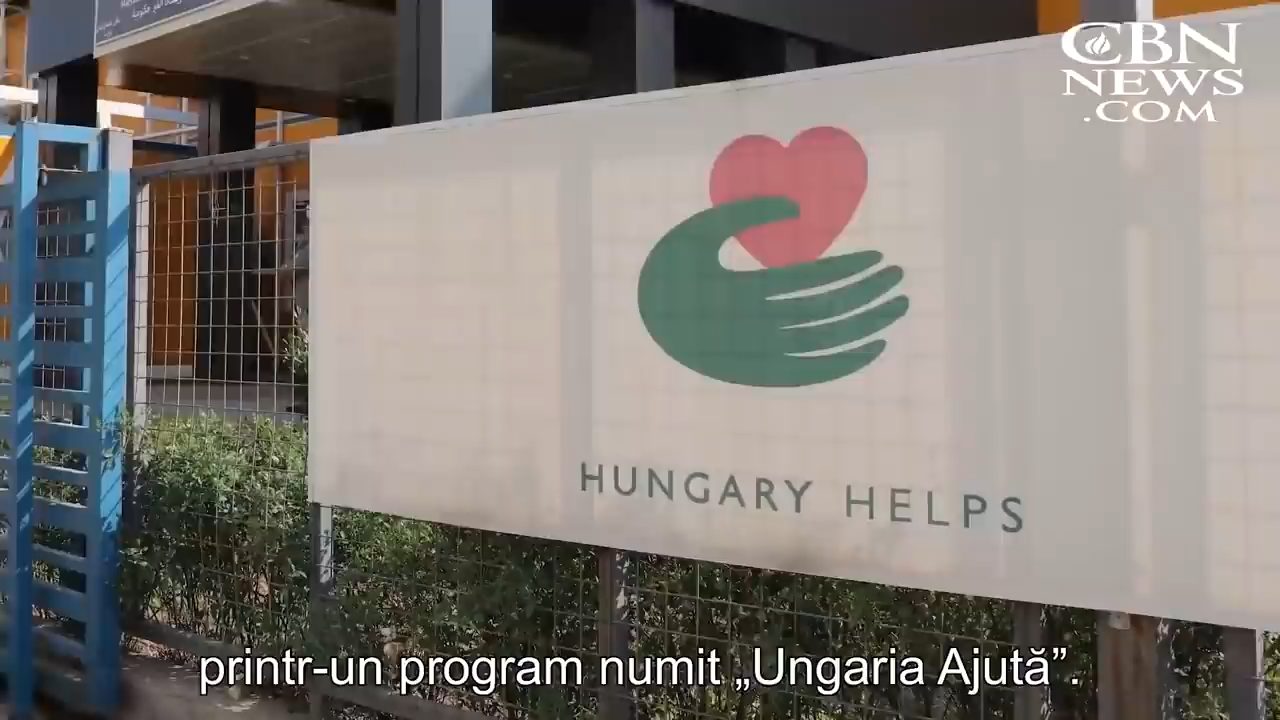 CBN
NEWS
.COM
HUNGARY HELPS
printr-un program numit „Ungaria Ajută”.